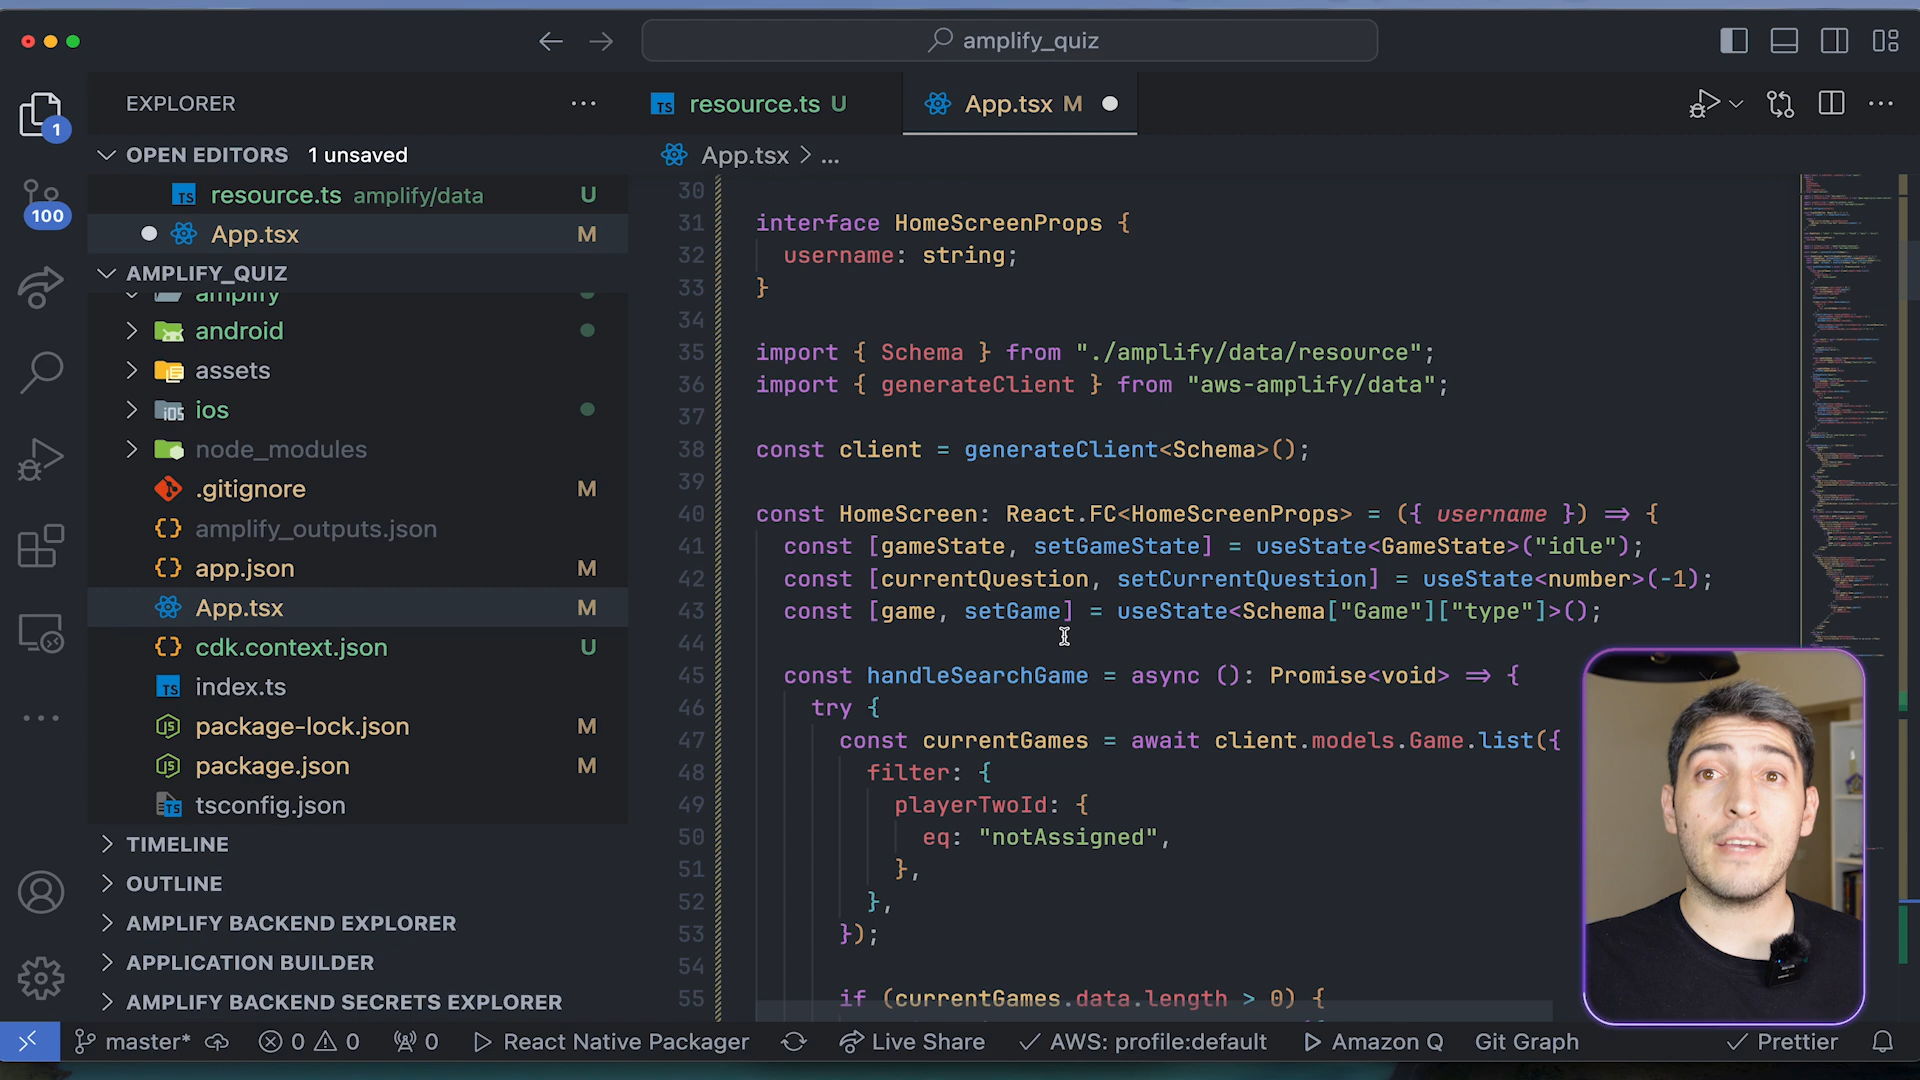 amplify_quiz
EXPLORER
resource.ts U
App.tsx M
OPEN EDITORS 1 unsaved
App.tsx > ...
resource.ts amplify/data U
App.tsx M
AMPLIFY_QUIZ
amplify
android
assets
ios
node_modules
.gitignore M
amplify_outputs.json
app.json M
App.tsx M
cdk.context.json U
index.ts
package-lock.json M
package.json M
tsconfig.json
TIMELINE
OUTLINE
AMPLIFY BACKEND EXPLORER
APPLICATION BUILDER
AMPLIFY BACKEND SECRETS EXPLORER
1
100
30
31 interface HomeScreenProps {
32 username: string;
33 }
34
35 import { Schema } from "./amplify/data/resource";
36 import { generateClient } from "aws-amplify/data";
37
38 const client = generateClient<Schema>();
39
40 const HomeScreen: React.FC<HomeScreenProps> = ({ username }) => {
41 const [gameState, setGameState] = useState<GameState>("idle");
42 const [currentQuestion, setCurrentQuestion] = useState<number>(-1);
43 const [game, setGame] = useState<Schema["Game"]["type"]>();
44
45 const handleSearchGame = async (): Promise<void> => {
46 try {
47 const currentGames = await client.models.Game.list({
48 filter: {
49 playerTwoId: {
50 eq: "notAssigned",
51 },
52 },
53 });
54
55 if (currentGames.data.length > 0) {
master* 0 0 0 React Native Packager Live Share AWS: profile:default Amazon Q Git Graph Prettier